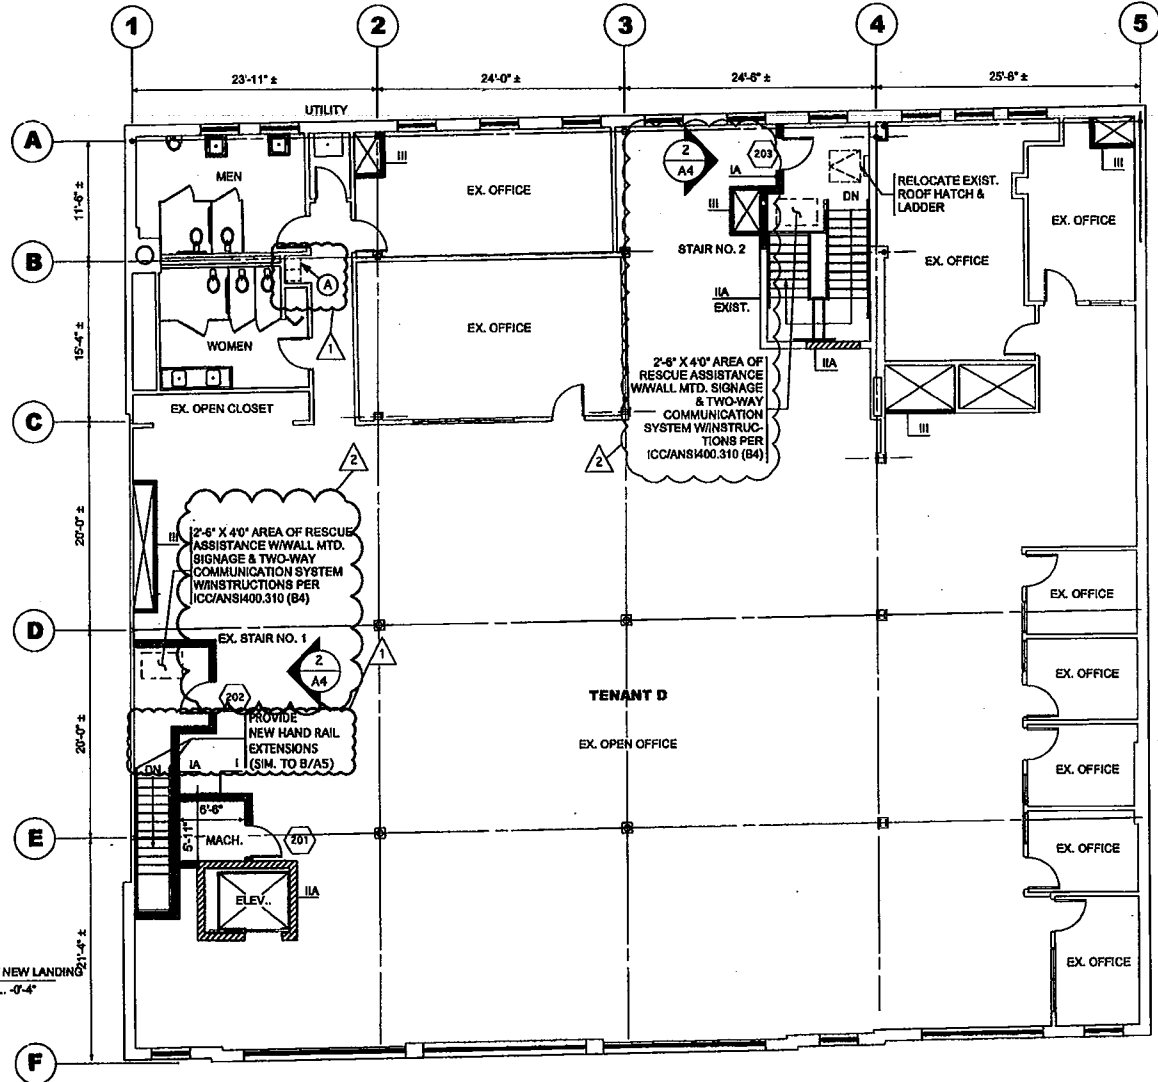 1
2
3
4
5
23'-11" ±
24'-0" ±
24'-6" ±
25'-8" ±
UTILITY
A
MEN
III
EX. OFFICE
2
A4
203
IA
DN
RELOCATE EXIST.
ROOF HATCH &
LADDER
III
EX. OFFICE
11'-6" ±
III
STAIR NO. 2
B
A
EX. OFFICE
IIA
EXIST.
EX. OFFICE
15'-4" ±
WOMEN
1
IIA
2'-6" X 4'0" AREA OF
RESCUE ASSISTANCE
W/WALL MTD. SIGNAGE
& TWO-WAY
COMMUNICATION
SYSTEM W/INSTRUC-
TIONS PER
ICC/ANSI400.310 (B4)
EX. OPEN CLOSET
C
III
2
2
20'-0" ±
III
2'-6" X 4'0" AREA OF RESCUE
ASSISTANCE W/WALL MTD.
SIGNAGE & TWO-WAY
COMMUNICATION SYSTEM
W/INSTRUCTIONS PER
ICC/ANSI400.310 (B4)
EX. OFFICE
D
EX. STAIR NO. 1
1
2
A4
EX. OFFICE
202
TENANT D
20'-0" ±
PROVIDE
NEW HAND RAIL
EXTENSIONS
(SIM. TO B/A5)
EX. OPEN OFFICE
DN
IA
I
EX. OFFICE
6'-6"
5'-11"
E
MACH.
201
EX. OFFICE
ELEV..
IIA
21'-4" ±
EX. OFFICE
NEW LANDING
.. -0'-4"
F